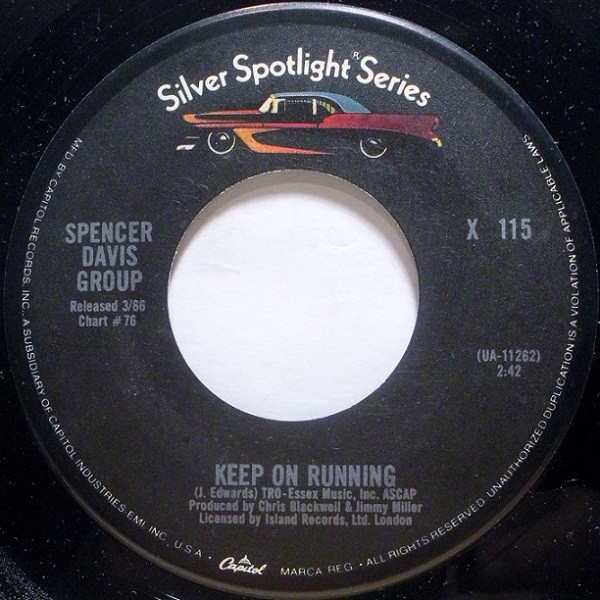 Silver Spotlight® Series
SPENCER
DAVIS
GROUP
Released 3/66
Chart #76
X 115
(UA-11262)
2:42
KEEP ON RUNNING
(J. Edwards) TRO-Essex Music, Inc. ASCAP
Produced by Chris Blackwell & Jimmy Miller
Licensed by Island Records, Ltd. London
MFD. BY CAPITOL RECORDS, INC., A SUBSIDIARY OF CAPITOL INDUSTRIES-EMI, INC., U.S.A. • Capitol MARCA REG. • ALL RIGHTS RESERVED. UNAUTHORIZED DUPLICATION IS A VIOLATION OF APPLICABLE LAWS